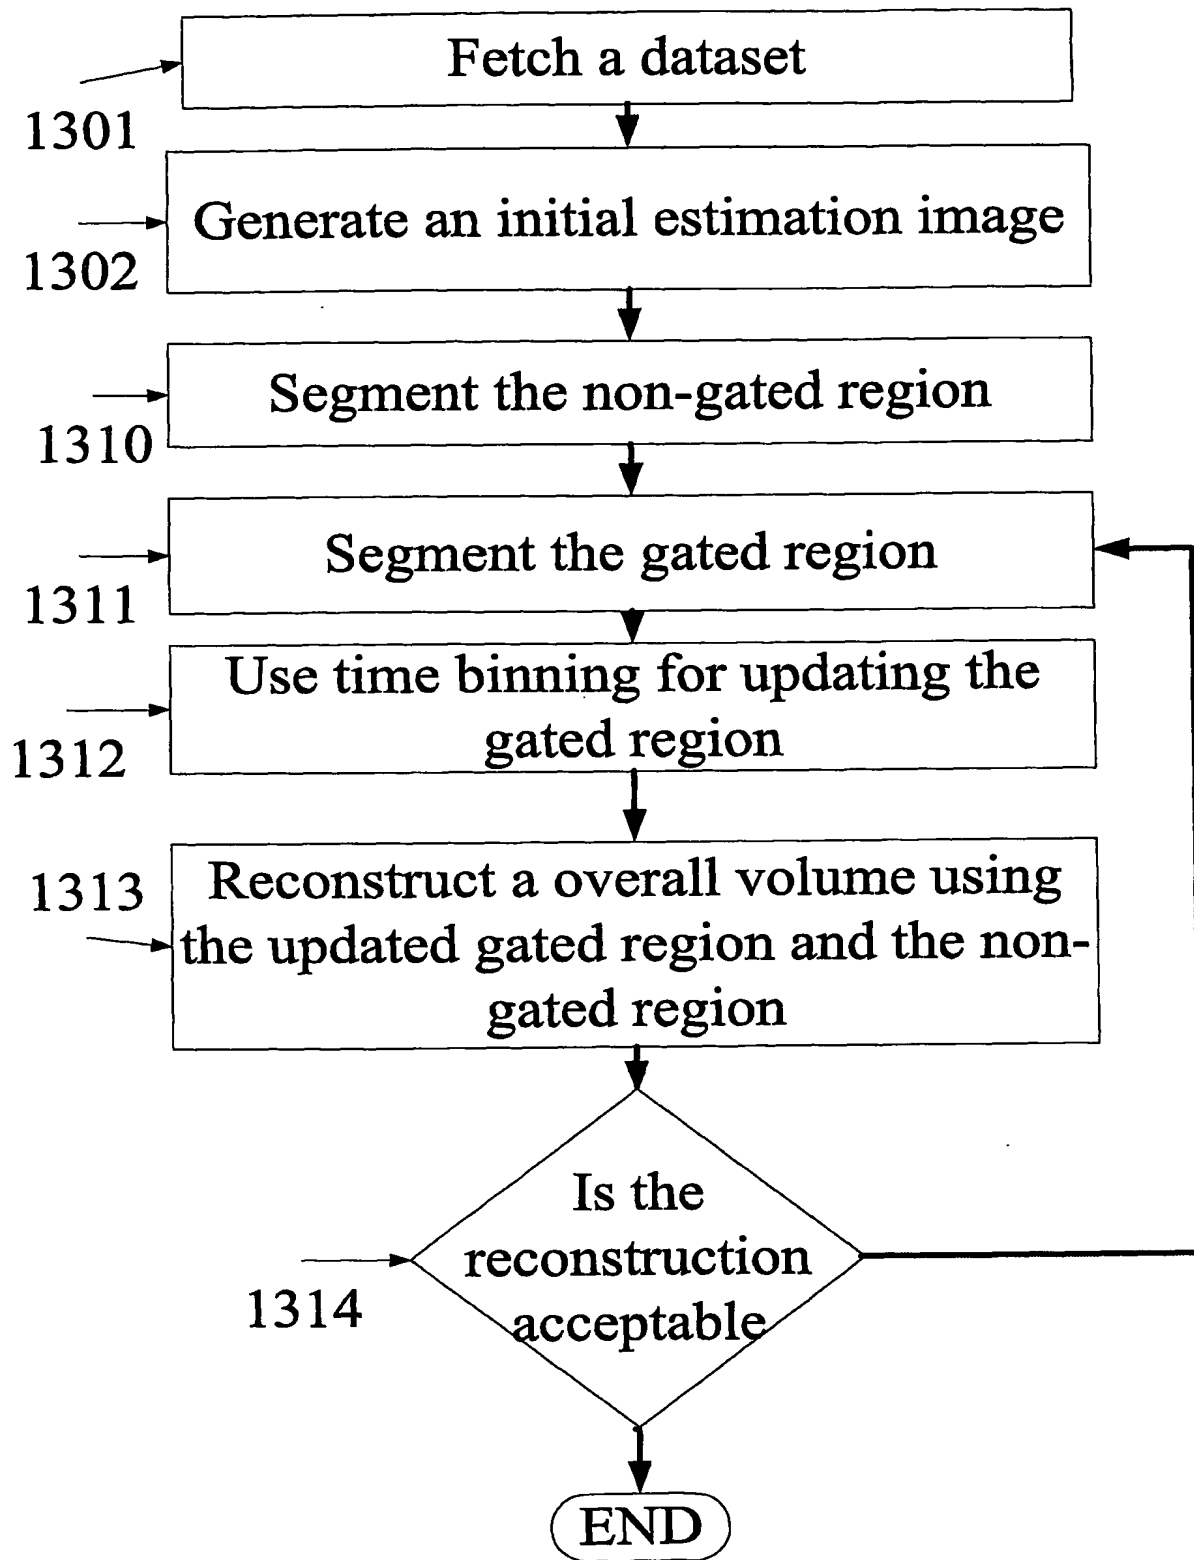 Fetch a dataset
1301
Generate an initial estimation image
1302
Segment the non-gated region
1310
Segment the gated region
1311
Use time binning for updating the
gated region
1312
1313
Reconstruct a overall volume using
the updated gated region and the non-
gated region
Is the
reconstruction
acceptable
1314
END